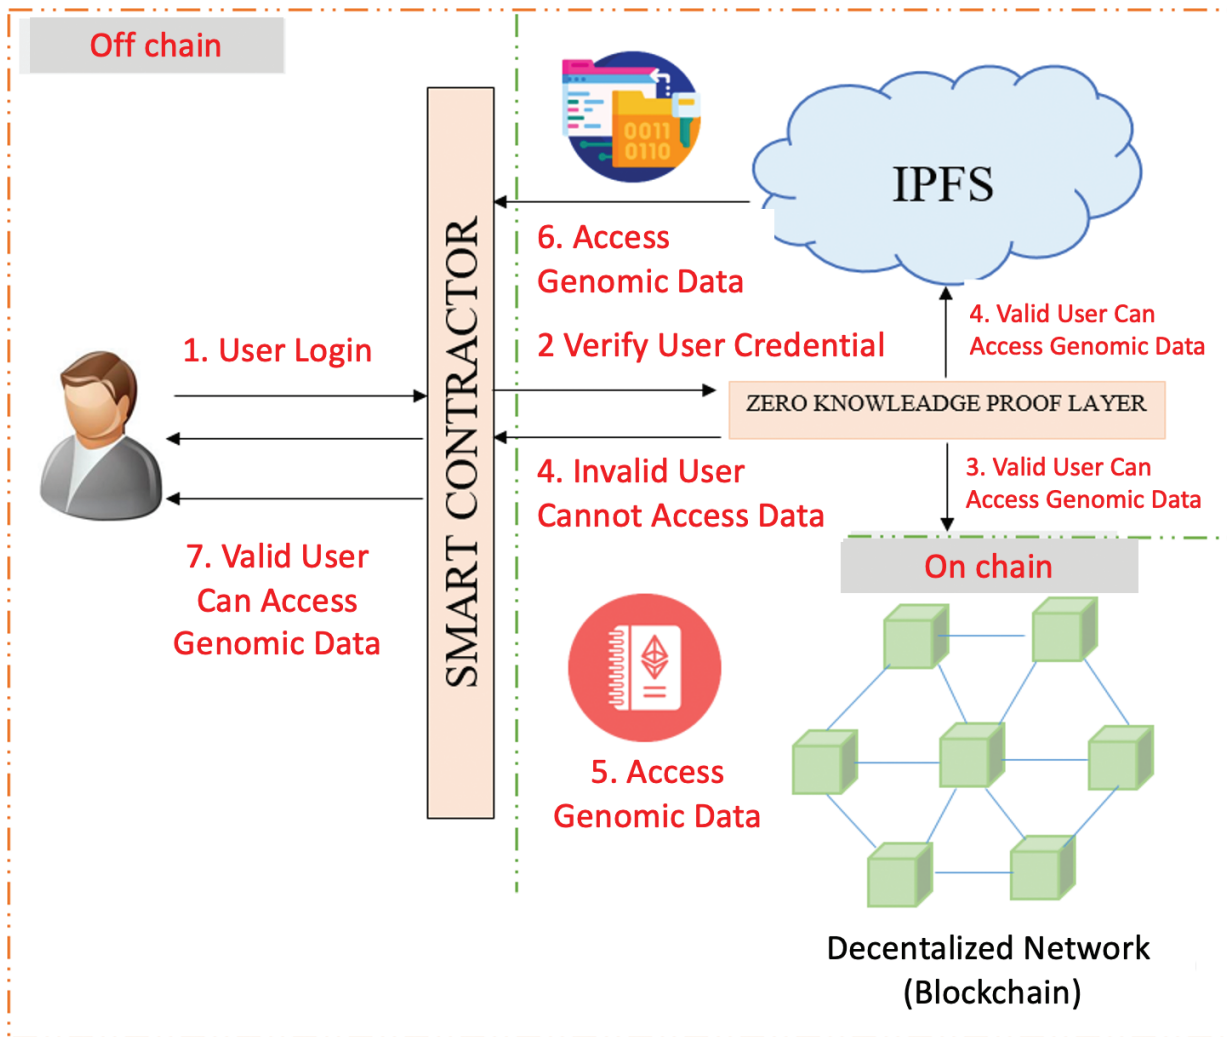 Off chain
0011
0110
IPFS
6. Access
Genomic Data
SMART CONTRACTOR
1. User Login
2 Verify User Credential
4. Valid User Can
Access Genomic Data
ZERO KNOWLEADGE PROOF LAYER
4. Invalid User
Cannot Access Data
3. Valid User Can
Access Genomic Data
7. Valid User
Can Access
Genomic Data
On chain
5. Access
Genomic Data
Decentalized Network
(Blockchain)